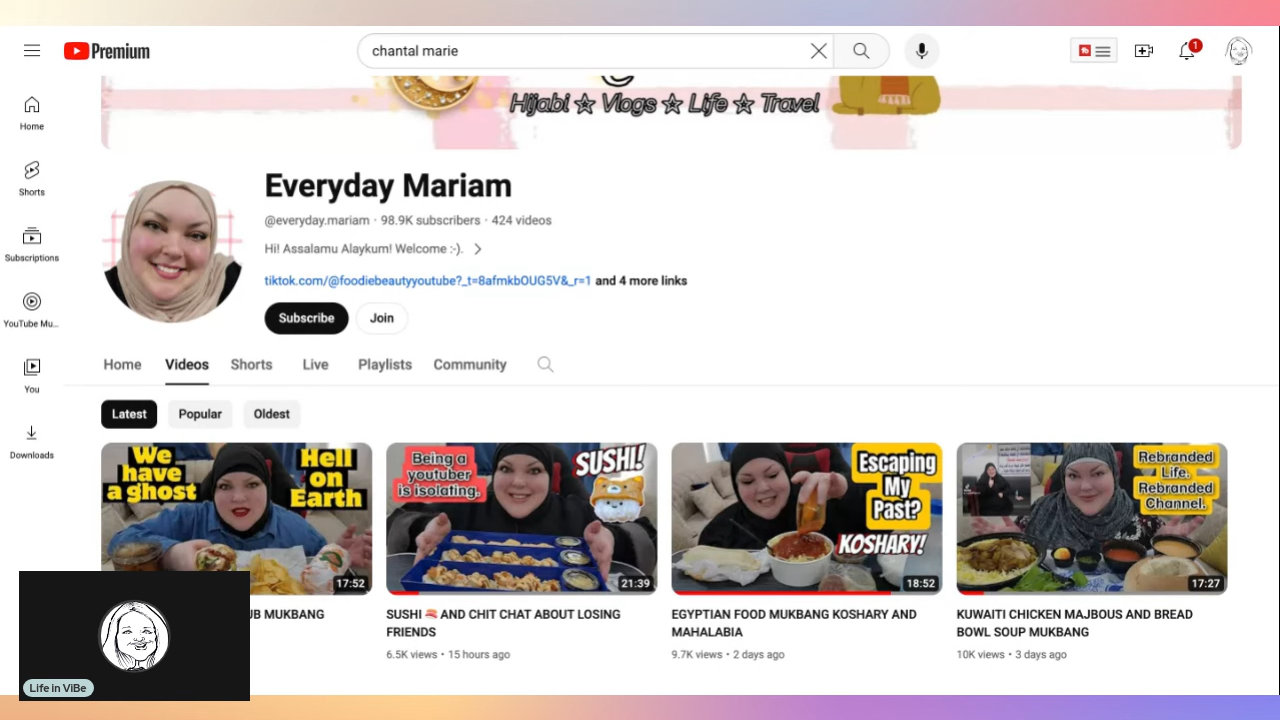 Premium
chantal marie
1
Hijabi ☆ Vlogs ☆ Life ☆ Travel
Home
Shorts
Subscriptions
YouTube Mu...
You
Downloads
Everyday Mariam
@everyday.mariam · 98.9K subscribers · 424 videos
Hi! Assalamu Alaykum! Welcome :-).
tiktok.com/@foodiebeautyyoutube?_t=8afmkbOUG5V&_r=1 and 4 more links
Subscribe
Join
Home
Videos
Shorts
Live
Playlists
Community
Latest
Popular
Oldest
We
have
a ghost
Hell
on
Earth
17:52
UB MUKBANG
Being a
youtuber
is isolating.
SUSHI!
21:39
SUSHI 🍣 AND CHIT CHAT ABOUT LOSING
FRIENDS
6.5K views • 15 hours ago
Escaping
My
Past?
KOSHARY!
18:52
EGYPTIAN FOOD MUKBANG KOSHARY AND
MAHALABIA
9.7K views • 2 days ago
Rebranded
Life.
Rebranded
Channel.
17:27
KUWAITI CHICKEN MAJBOUS AND BREAD
BOWL SOUP MUKBANG
10K views • 3 days ago
Life in ViBe